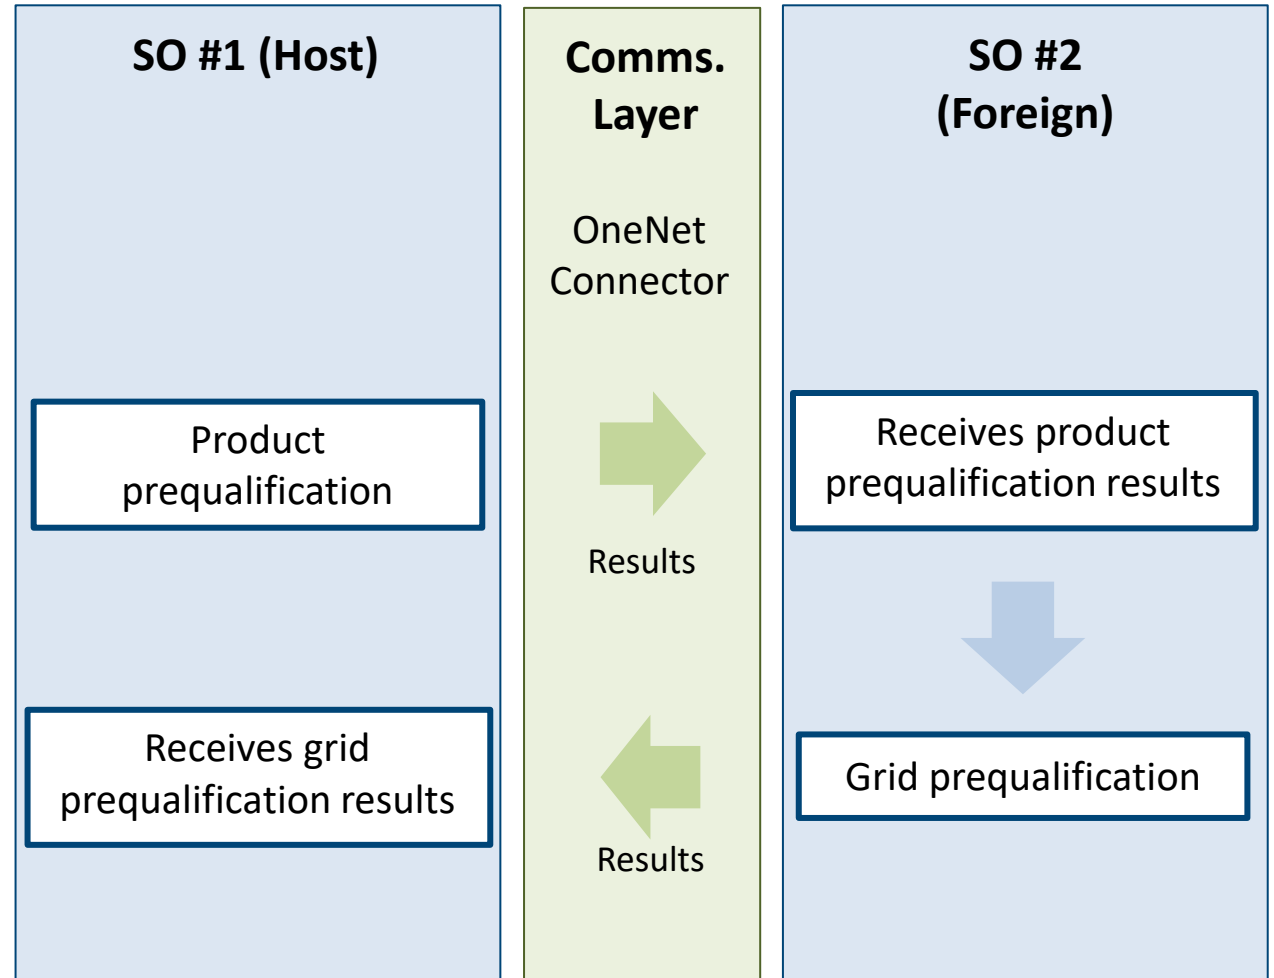 SO #1 (Host)
Comms.
Layer
SO #2
(Foreign)
OneNet
Connector
Product
prequalification
Results
Receives product
prequalification results
Receives grid
prequalification results
Results
Grid prequalification